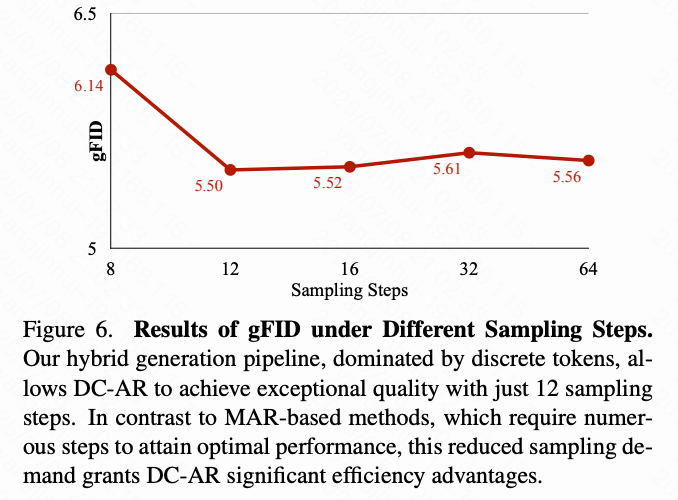 6.5
6.14
gFID
5.50
5.52
5.61
5.56
5
8 12 16 32 64
Sampling Steps
Figure 6. Results of gFID under Different Sampling Steps.
Our hybrid generation pipeline, dominated by discrete tokens, al-
lows DC-AR to achieve exceptional quality with just 12 sampling
steps. In contrast to MAR-based methods, which require numer-
ous steps to attain optimal performance, this reduced sampling de-
mand grants DC-AR significant efficiency advantages.